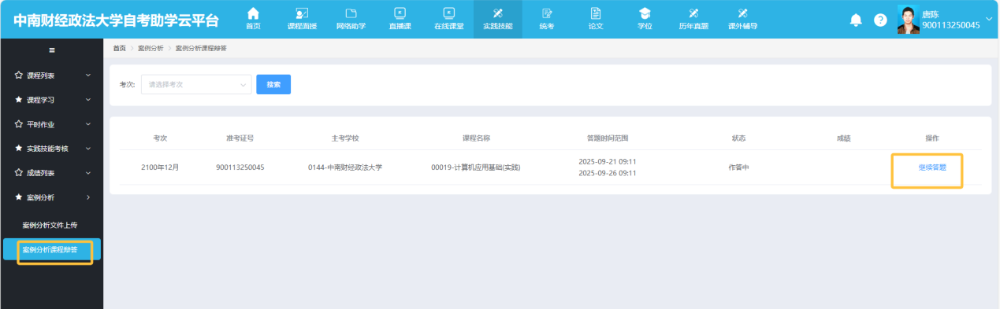 中南财经政法大学自考助学云平台
首页 课程面授 网络助学 直播课 在线课堂 实践技能 统考 论文 学位 历年真题 课外辅导
唐陈
900113250045
首页 > 案例分析 > 案例分析课程辩答
课程列表
课程学习
平时作业
实践技能考核
成绩列表
案例分析
案例分析文件上传
案例分析课程辩答
考次: 请选择考次 搜索
考次 准考证号 主考学校 课程名称 答题时间范围 状态 成绩 操作
2100年12月 900113250045 0144-中南财经政法大学 00019-计算机应用基础(实践) 2025-09-21 09:11 作答中 继续答题
2025-09-26 09:11